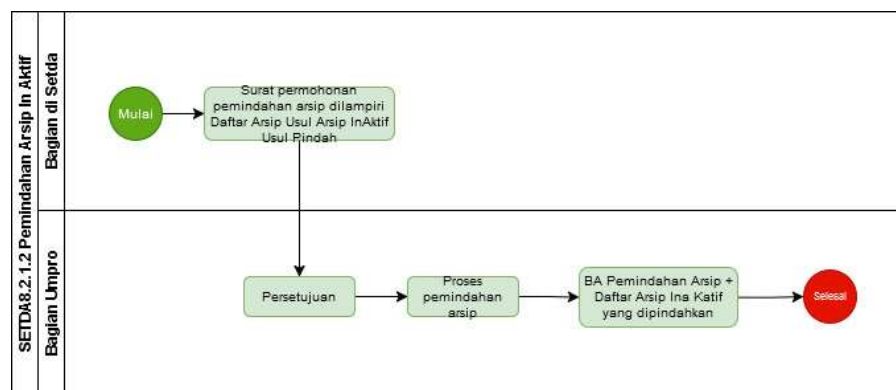 SETDA8.2.1.2 Pemindahan Arsip In Aktif
Bagian di Setda
Mulai
Surat permohonan
pemindahan arsip dilampiri
Daftar Arsip Usul Arsip InAktif
Usul Pindah
Bagian Umpro
Persetujuan
Proses
pemindahan
arsip
BA Pemindahan Arsip +
Daftar Arsip Ina Katif
yang dipindahkan
Selesai